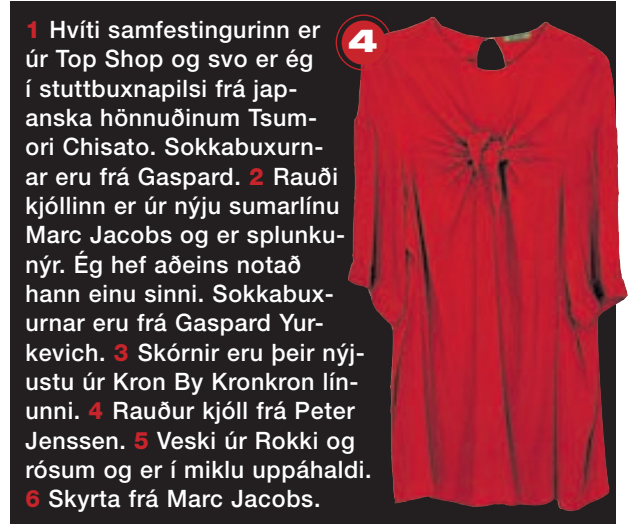 1 Hvíti samfestingurinn er
úr Top Shop og svo er ég
í stuttbuxnapilsi frá jap-
anska hönnuðinum Tsum-
ori Chisato. Sokkabuxurn-
ar eru frá Gaspard. 2 Rauði
kjóllinn er úr nýju sumarlínu
Marc Jacobs og er splunku-
nýr. Ég hef aðeins notað
hann einu sinni. Sokkabux-
urnar eru frá Gaspard Yur-
kevich. 3 Skórnir eru þeir nýj-
ustu úr Kron By Kronkron lín-
unni. 4 Rauður kjóll frá Peter
Jenssen. 5 Veski úr Rokki og
rósum og er í miklu uppáhaldi.
6 Skyrta frá Marc Jacobs.
4